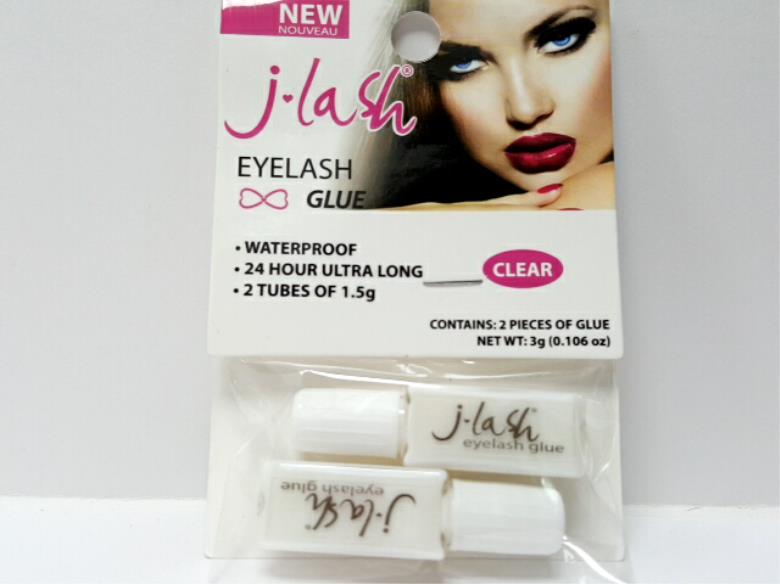 NEW
NOUVEAU
j·lash©
EYELASH
GLUE
• WATERPROOF
• 24 HOUR ULTRA LONG
• 2 TUBES OF 1.5g
CLEAR
CONTAINS: 2 PIECES OF GLUE
NET WT: 3g (0.106 oz)
j·lash®
eyelash glue
j·lash®
eyelash glue